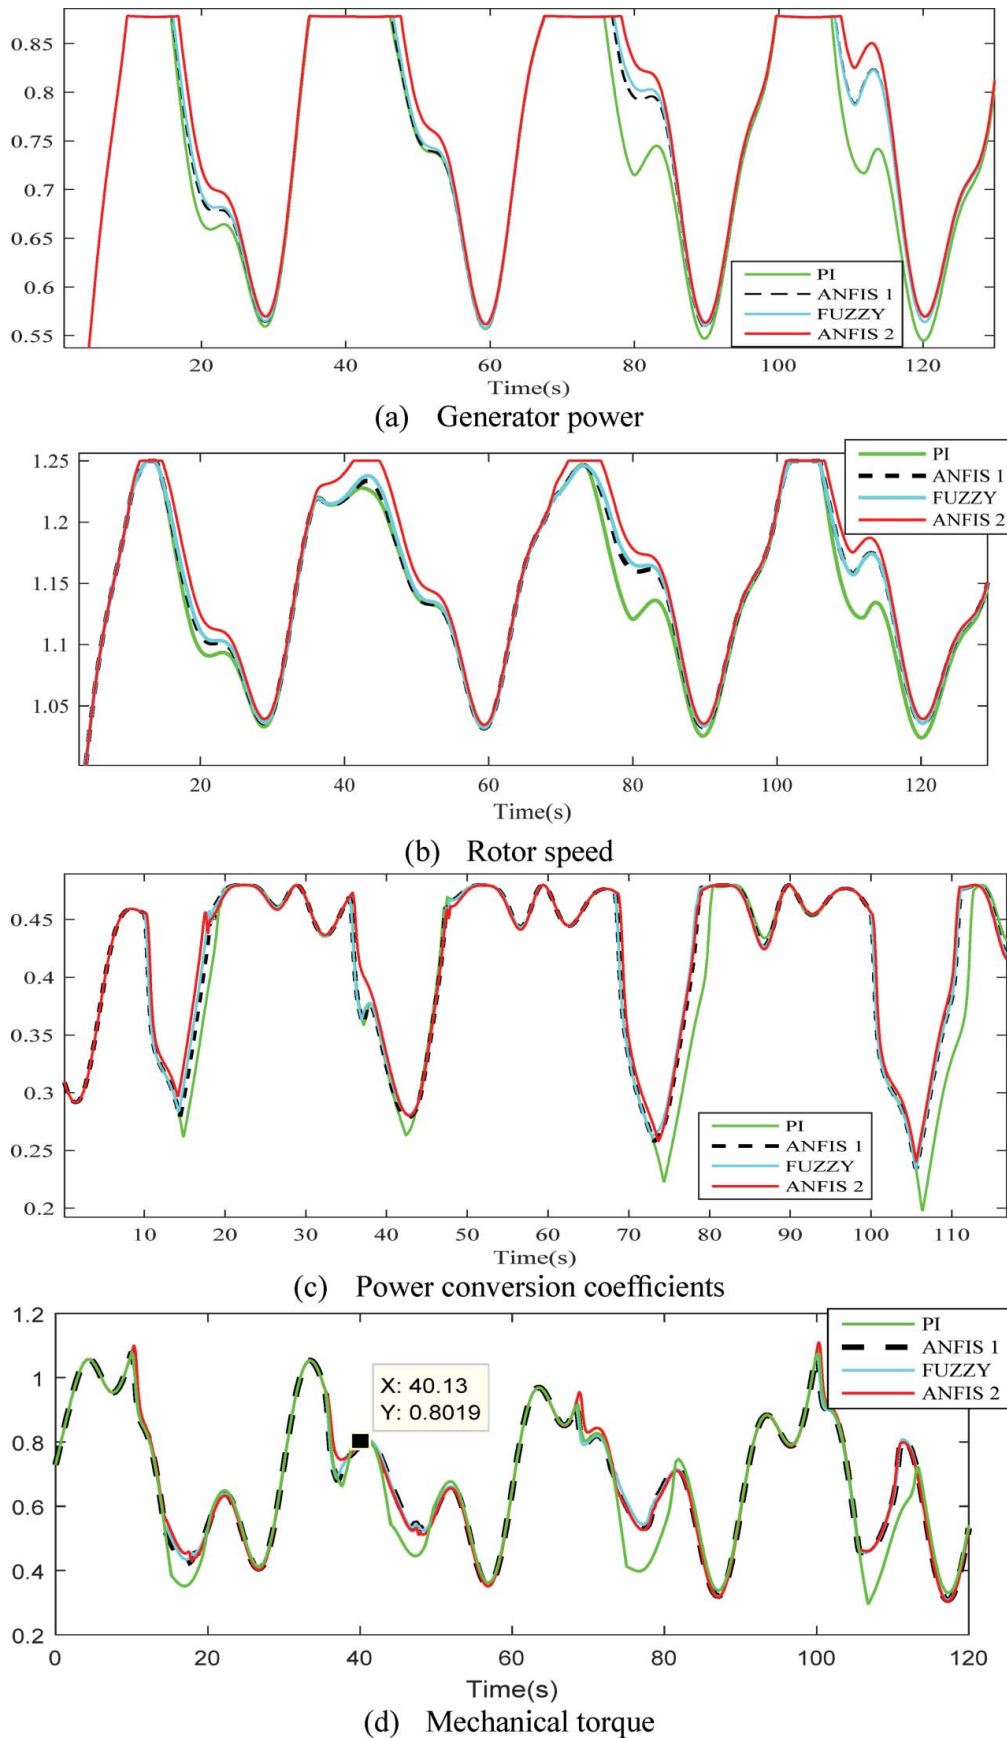 0.85
0.8
0.75
0.7
0.65
0.6
0.55
PI
ANFIS 1
FUZZY
ANFIS 2
20 40 60 80 100 120
Time(s)
(a) Generator power
1.25
1.2
1.15
1.1
1.05
PI
ANFIS 1
FUZZY
ANFIS 2
20 40 60 80 100 120
Time(s)
(b) Rotor speed
0.45
0.4
0.35
0.3
0.25
0.2
PI
ANFIS 1
FUZZY
ANFIS 2
10 20 30 40 50 60 70 80 90 100 110
Time(s)
(c) Power conversion coefficients
1.2
1
0.8
0.6
0.4
0.2
X: 40.13
Y: 0.8019
PI
ANFIS 1
FUZZY
ANFIS 2
0 20 40 60 80 100 120
Time(s)
(d) Mechanical torque